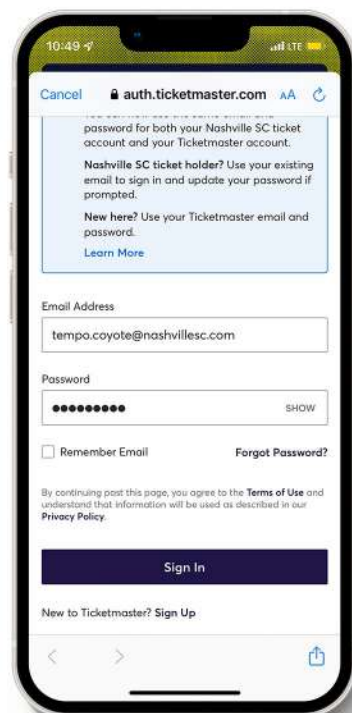 10:49
LTE
Cancel
auth.ticketmaster.com AA
password for both your Nashville SC ticket
account and your Ticketmaster account.
Nashville SC ticket holder? Use your existing
email to sign in and update your password if
prompted.
New here? Use your Ticketmaster email and
password.
Learn More
Email Address
tempo.coyote@nashvillesc.com
Password
●●●●●●●●● SHOW
Remember Email Forgot Password?
By continuing past this page, you agree to the Terms of Use and
understand that information will be used as described in our
Privacy Policy.
Sign In
New to Ticketmaster? Sign Up